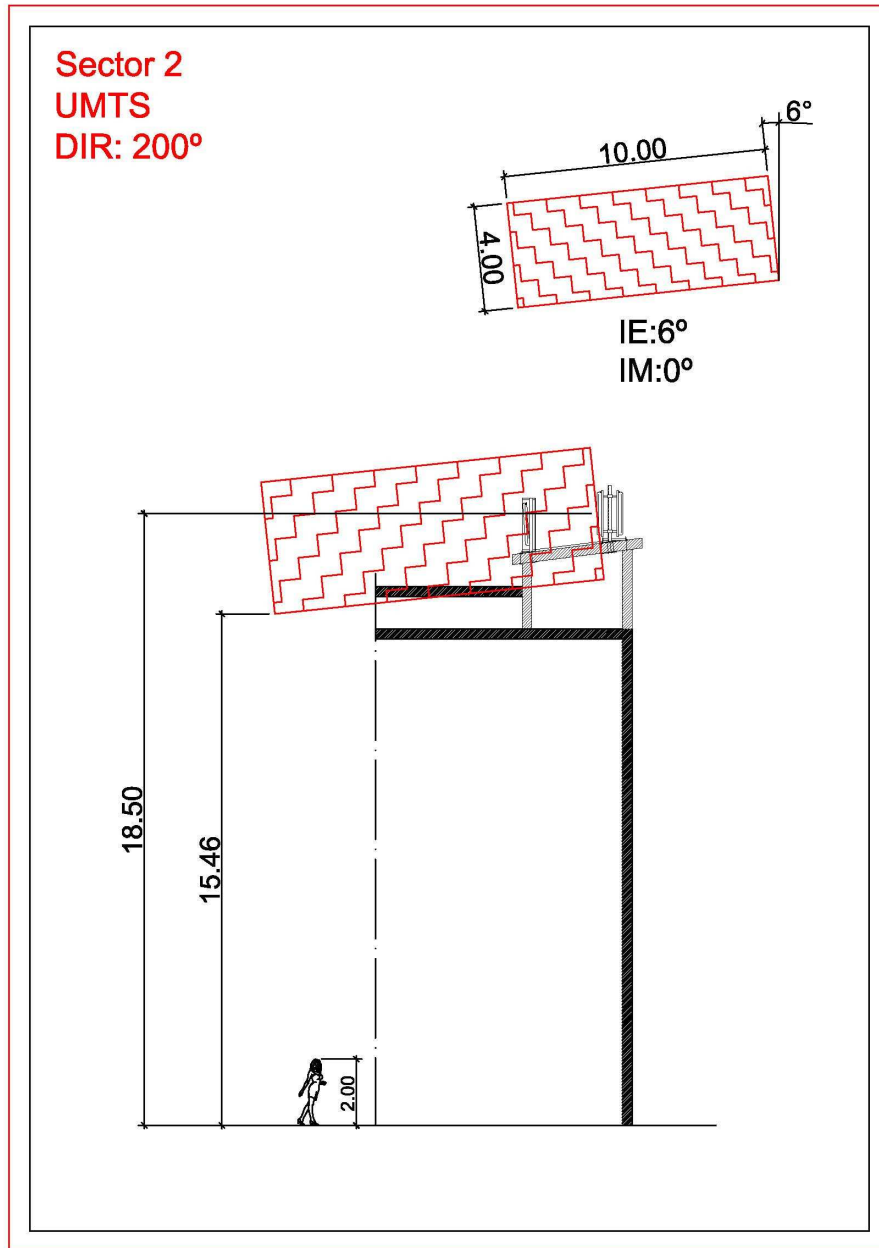 Sector 2
UMTS
DIR: 200º
6°
10.00
4.00
IE:6º
IM:0º
18.50
15.46
2.00